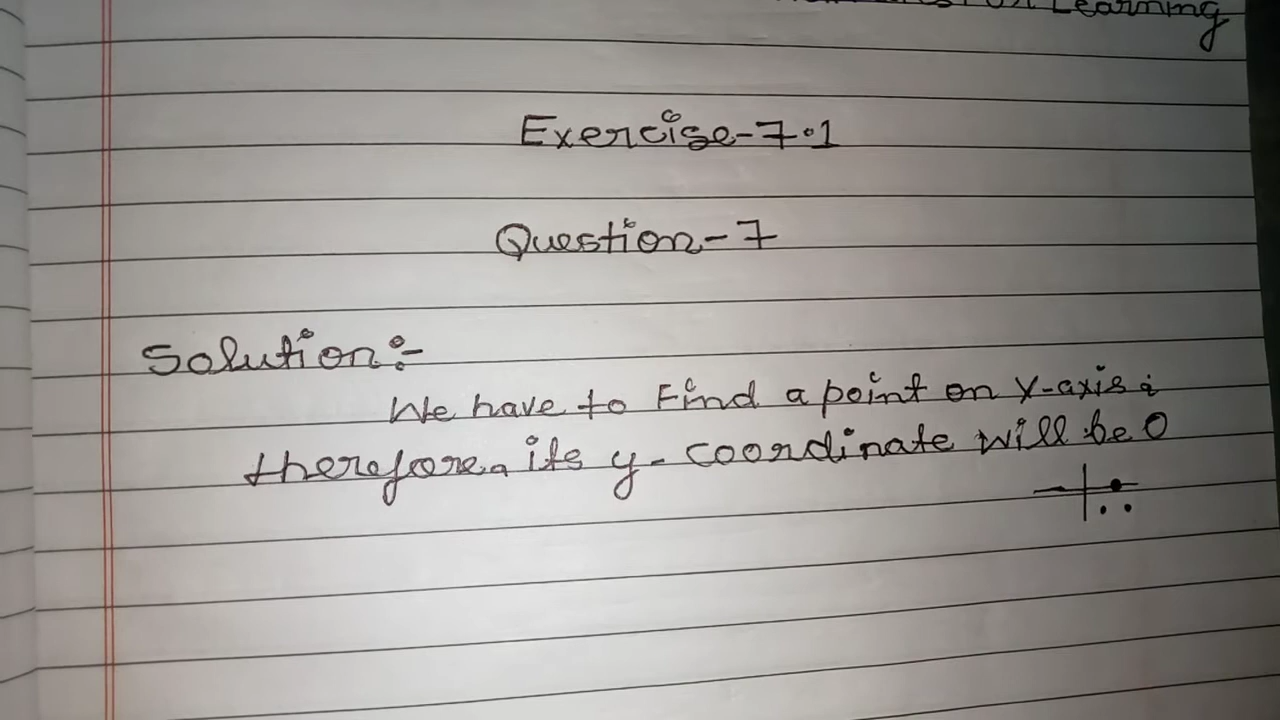 Learning
Exercise-7.1
Question-7
Solution:-
We have to Find a point on X-axis;
therefore, its y-coordinate will be 0